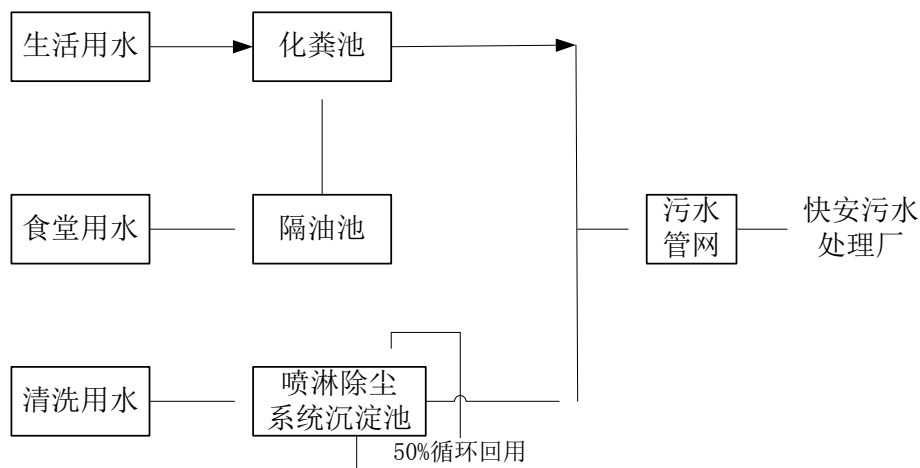 生活用水
化粪池
食堂用水
隔油池
污水
管网
快安污水
处理厂
清洗用水
喷淋除尘
系统沉淀池
50%循环回用